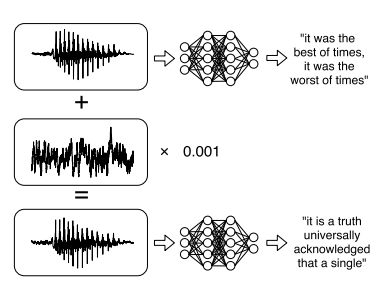 "it was the
best of times,
it was the
worst of times"
+
× 0.001
=
"it is a truth
universally
acknowledged
that a single"